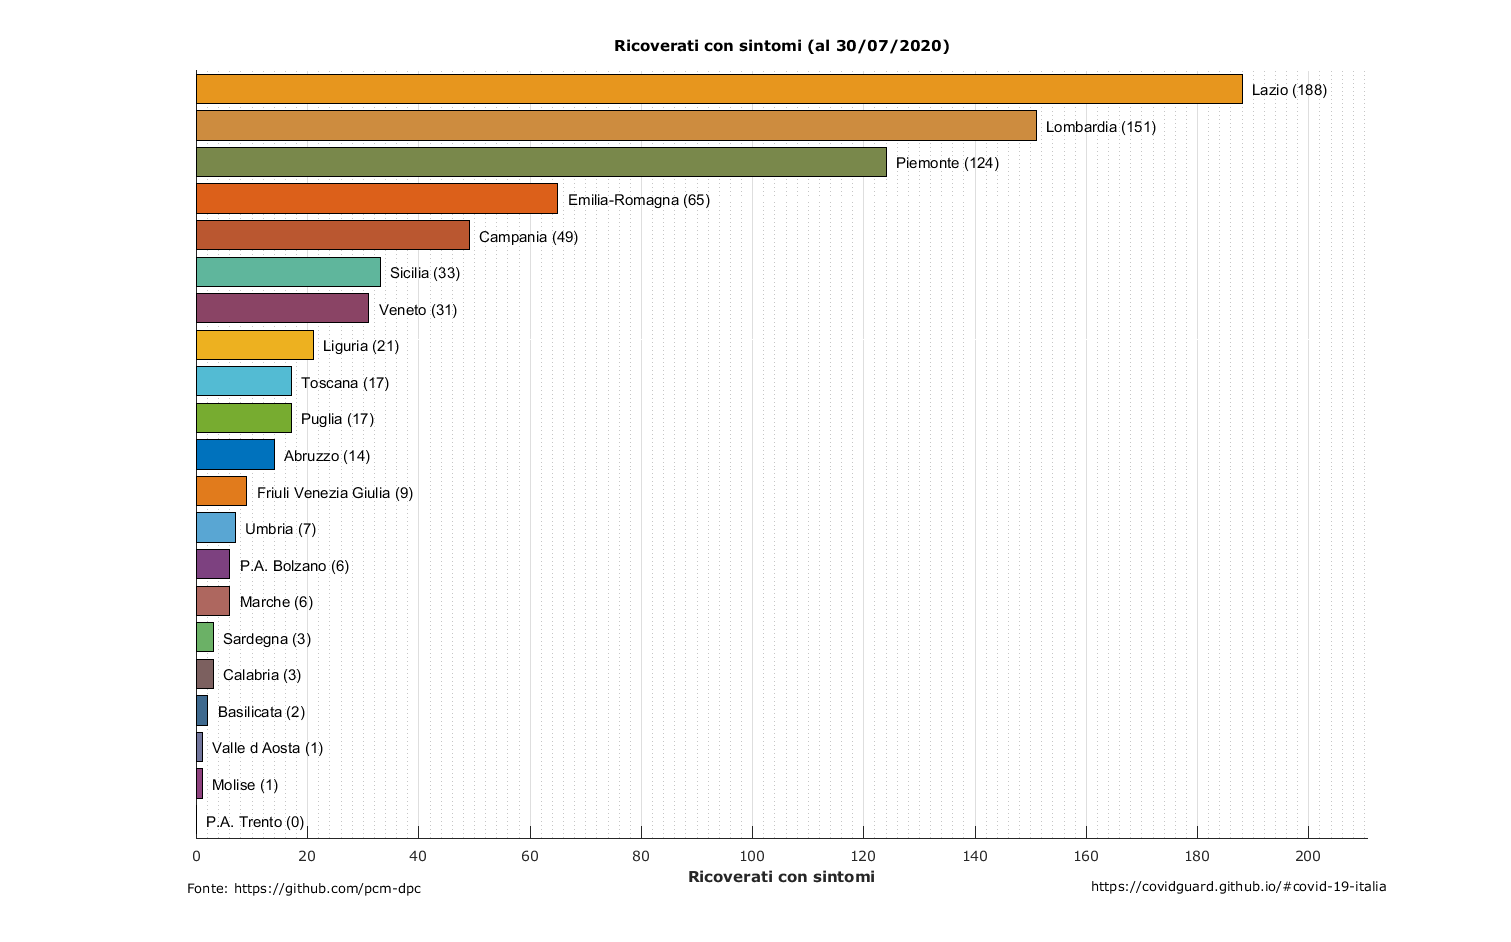 Ricoverati con sintomi (al 30/07/2020)
Lazio (188)
Lombardia (151)
Piemonte (124)
Emilia-Romagna (65)
Campania (49)
Sicilia (33)
Veneto (31)
Liguria (21)
Toscana (17)
Puglia (17)
Abruzzo (14)
Friuli Venezia Giulia (9)
Umbria (7)
P.A. Bolzano (6)
Marche (6)
Sardegna (3)
Calabria (3)
Basilicata (2)
Valle d Aosta (1)
Molise (1)
P.A. Trento (0)
0 20 40 60 80 100 120 140 160 180 200
Ricoverati con sintomi
Fonte: https://github.com/pcm-dpc
https://covidguard.github.io/#covid-19-italia